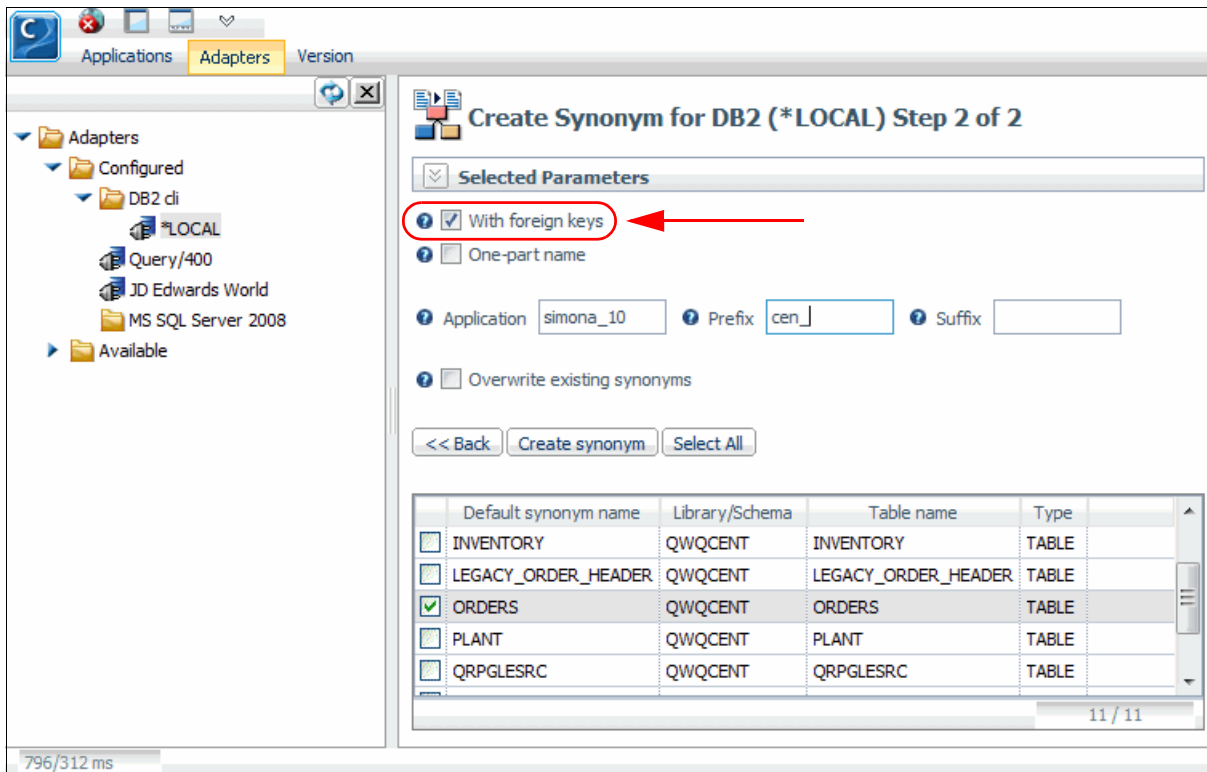 C
Applications Adapters Version
Adapters
Configured
DB2 cli
*LOCAL
Query/400
JD Edwards World
MS SQL Server 2008
Available
Create Synonym for DB2 (*LOCAL) Step 2 of 2
Selected Parameters
With foreign keys
One-part name
Application simona_10 Prefix cen_ Suffix
Overwrite existing synonyms
<< Back Create synonym Select All
Default synonym name Library/Schema Table name Type
INVENTORY QWQCENT INVENTORY TABLE
LEGACY_ORDER_HEADER QWQCENT LEGACY_ORDER_HEADER TABLE
ORDERS QWQCENT ORDERS TABLE
PLANT QWQCENT PLANT TABLE
QRPGLESRC QWQCENT QRPGLESRC TABLE
11 / 11
796/312 ms